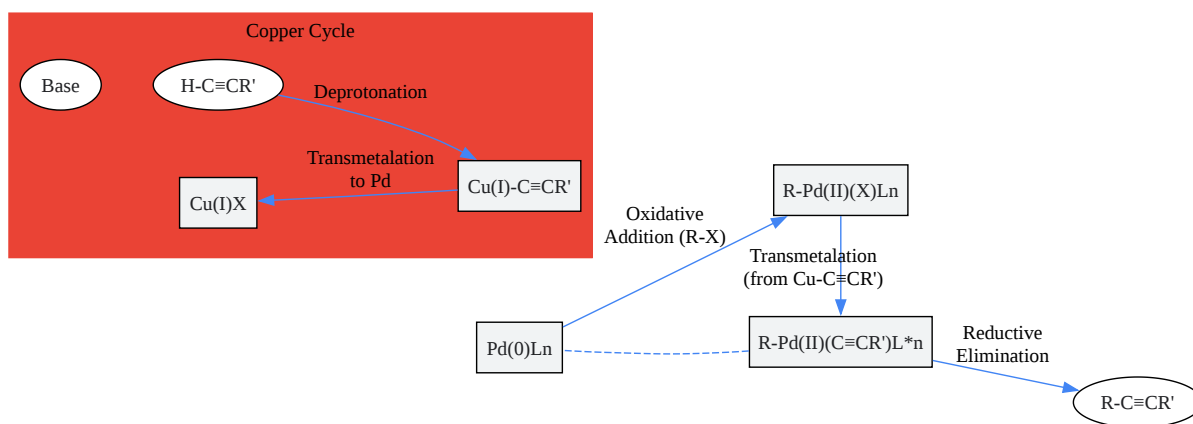 Copper Cycle
Base
H-C≡CR'
Deprotonation
Transmetalation
to Pd
Cu(I)X
Cu(I)-C≡CR'
R-Pd(II)(X)Ln
Oxidative
Addition (R-X)
Transmetalation
(from Cu-C≡CR')
Pd(0)Ln
R-Pd(II)(C≡CR')L*n
Reductive
Elimination
R-C≡CR'